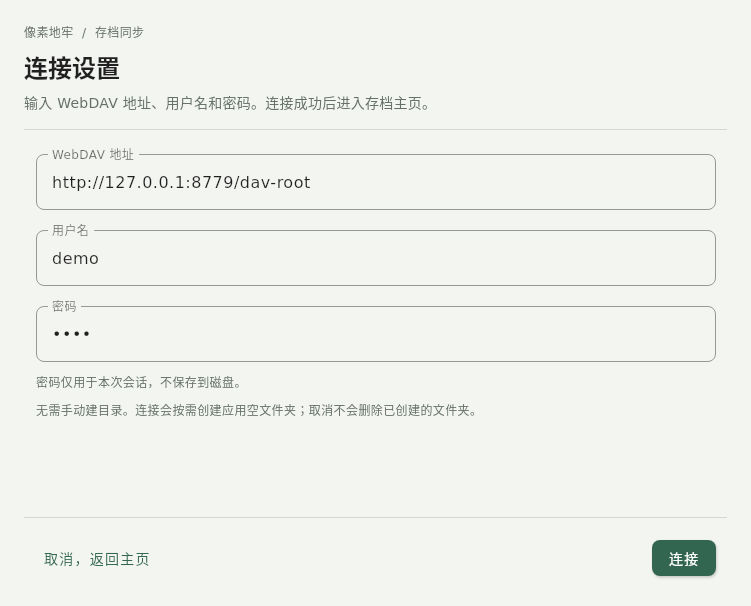 像素地牢 / 存档同步
连接设置
输入 WebDAV 地址、用户名和密码。连接成功后进入存档主页。
WebDAV 地址
http://127.0.0.1:8779/dav-root
用户名
demo
密码
••••
密码仅用于本次会话，不保存到磁盘。
无需手动建目录。连接会按需创建应用空文件夹；取消不会删除已创建的文件夹。
取消，返回主页
连接